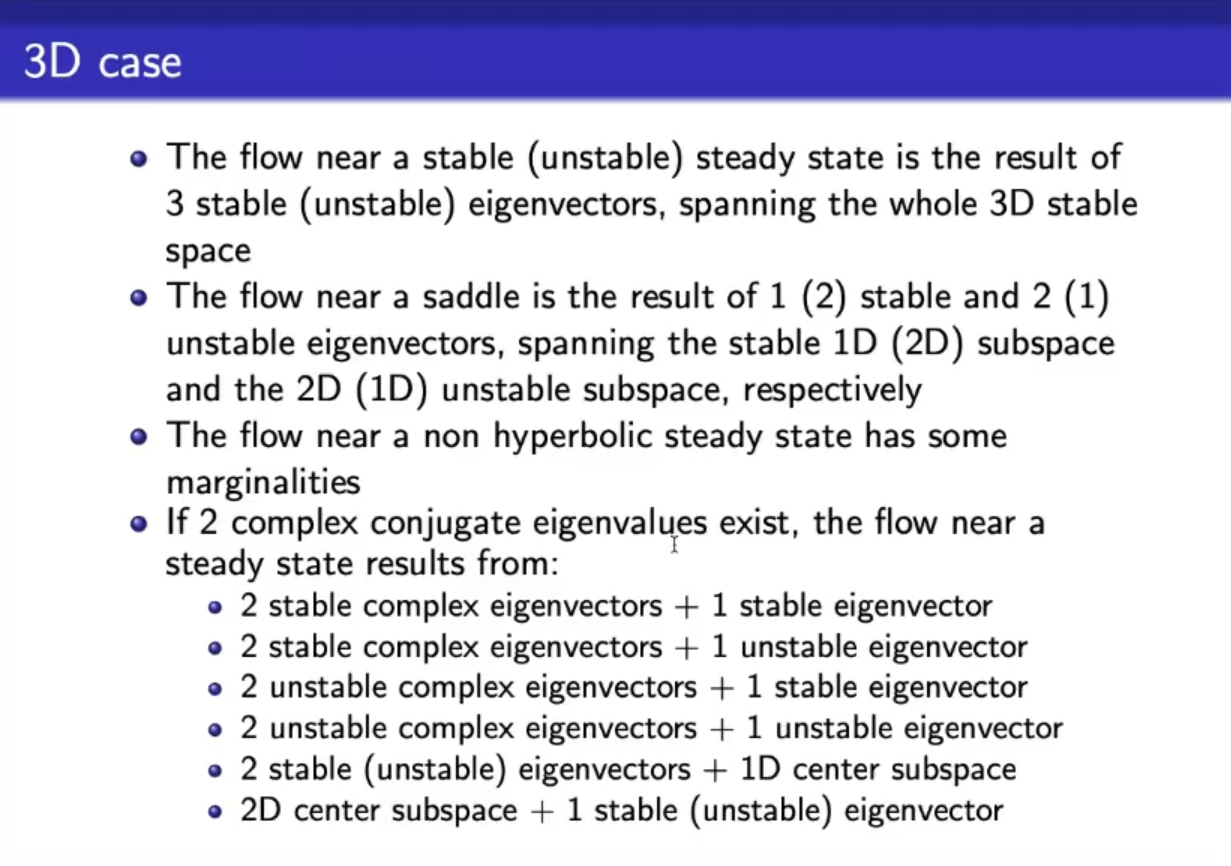 3D case
The flow near a stable (unstable) steady state is the result of
3 stable (unstable) eigenvectors, spanning the whole 3D stable
space
The flow near a saddle is the result of 1 (2) stable and 2 (1)
unstable eigenvectors, spanning the stable 1D (2D) subspace
and the 2D (1D) unstable subspace, respectively
The flow near a non hyperbolic steady state has some
marginalities
If 2 complex conjugate eigenvalues exist, the flow near a
steady state results from:
2 stable complex eigenvectors + 1 stable eigenvector
2 stable complex eigenvectors + 1 unstable eigenvector
2 unstable complex eigenvectors + 1 stable eigenvector
2 unstable complex eigenvectors + 1 unstable eigenvector
2 stable (unstable) eigenvectors + 1D center subspace
2D center subspace + 1 stable (unstable) eigenvector